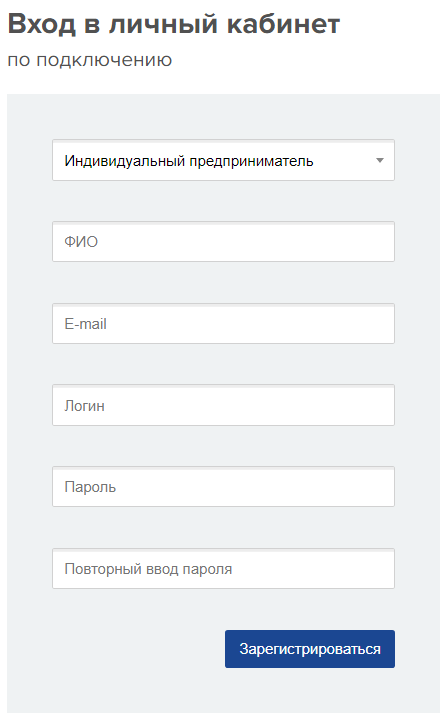 Вход в личный кабинет
по подключению
Индивидуальный предприниматель
ФИО
E-mail
Логин
Пароль
Повторный ввод пароля
Зарегистрироваться